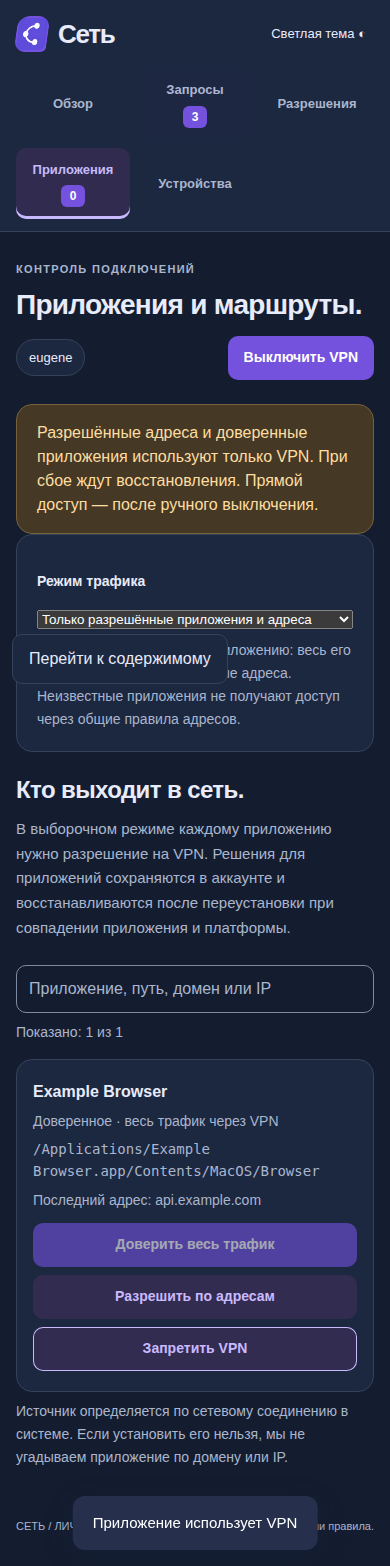 Сеть
Светлая тема
Обзор
Запросы
3
Разрешения
Приложения
0
Устройства
КОНТРОЛЬ ПОДКЛЮЧЕНИЙ
Приложения и маршруты.
eugene
Выключить VPN
Разрешённые адреса и доверенные
приложения используют только VPN. При
сбое ждут восстановления. Прямой
доступ — после ручного выключения.
Режим трафика
Только разрешённые приложения и адреса
весь его
Перейти к содержимому
адреса.
Неизвестные приложения не получают доступ
через общие правила адресов.
Кто выходит в сеть.
В выборочном режиме каждому приложению
нужно разрешение на VPN. Решения для
приложений сохраняются в аккаунте и
восстанавливаются после переустановки при
совпадении приложения и платформы.
Приложение, путь, домен или IP
Показано: 1 из 1
Example Browser
Доверенное · весь трафик через VPN
/Applications/Example
Browser.app/Contents/MacOS/Browser
Последний адрес: api.example.com
Доверить весь трафик
Разрешить по адресам
Запретить VPN
Источник определяется по сетевому соединению в
системе. Если установить его нельзя, мы не
угадываем приложение по домену или IP.
СЕТЬ /
Приложение использует VPN
правила.